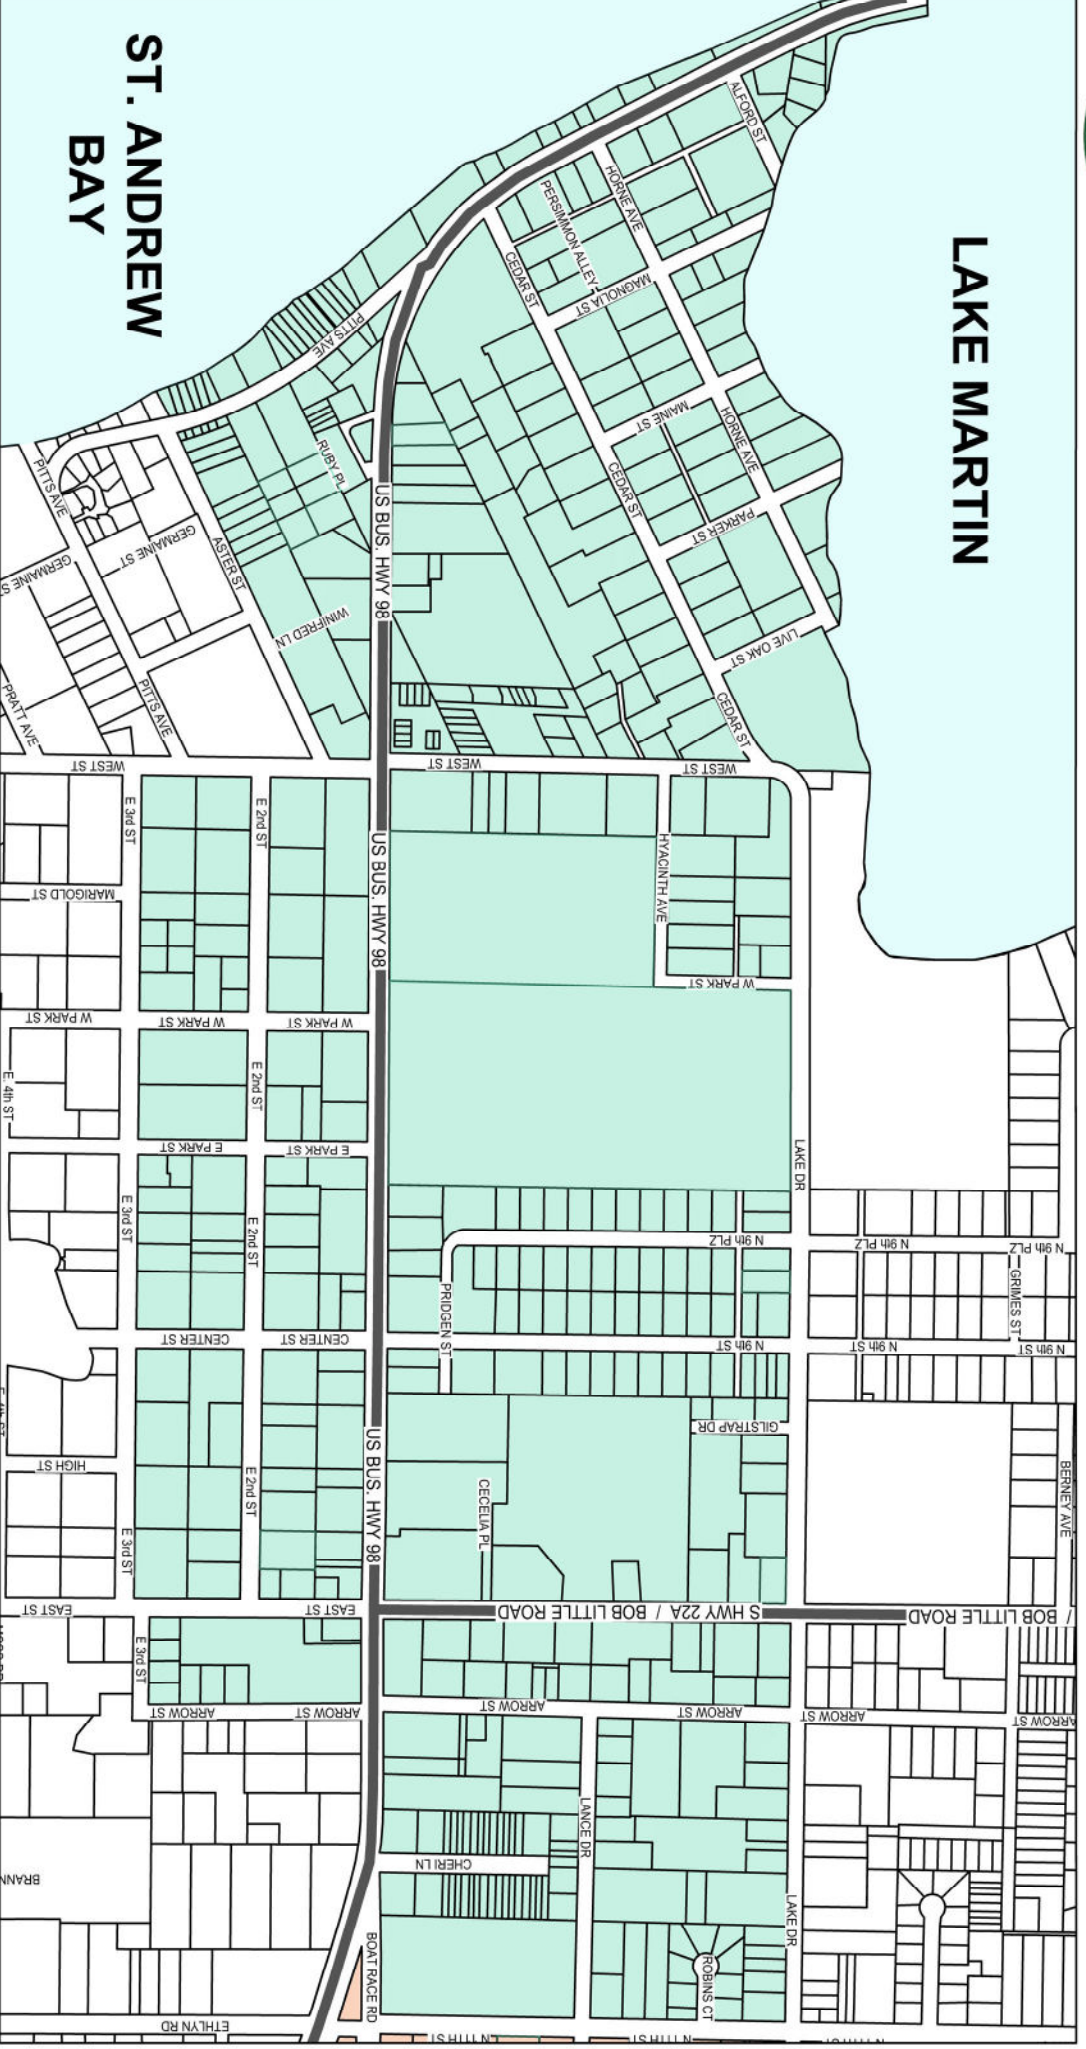 ST. ANDREW
BAY
LAKE MARTIN
ALFORD ST
HORNE AVE
PERSIMMON ALLEY
CEDAR ST
MAGNOLIA ST
PITTS AVE
MAINE ST
HORNE AVE
RUBY PL
CEDAR ST
PITTS AVE
US BUS. HWY 98
PARKER ST
GERMAINE ST
ASTER ST
GERMAINE S
WINIFRED LN
LIVE OAK ST
PITTS AVE
PRATT AVE
CEDAR ST
WEST ST
WEST ST
WEST ST
E 3rd ST
E 2nd ST
US BUS. HWY 98
HYACINTH AVE
MARIGOLD ST
W PARK ST
W PARK ST
W PARK ST
W PARK ST
E. 4th ST
E 2nd ST
E PARK ST
E PARK ST
LAKE DR
E 3rd ST
E 2nd ST
N 9th PLZ
N 9th PLZ
N 9th PLZ
PRIDGEN ST
GRIMES ST
CENTER ST
CENTER ST
N 9th ST
N 9th ST
N 9th ST
GILSTRAP DR
US BUS. HWY 98
HIGH ST
E 2nd ST
CECELIA PL
BERNEY AVE
E 3rd ST
EAST ST
EAST ST
S HWY 22A / BOB LITTLE ROAD
/ BOB LITTLE ROAD
E 3rd ST
ARROW ST
ARROW ST
ARROW ST
ARROW ST
ARROW ST
ARROW ST
LANCE DR
CHERI LN
BRANN
LAKE DR
BOAT RACE RD
ROBINS CT
ETHLYN RD
N 11TH ST
N 11TH ST